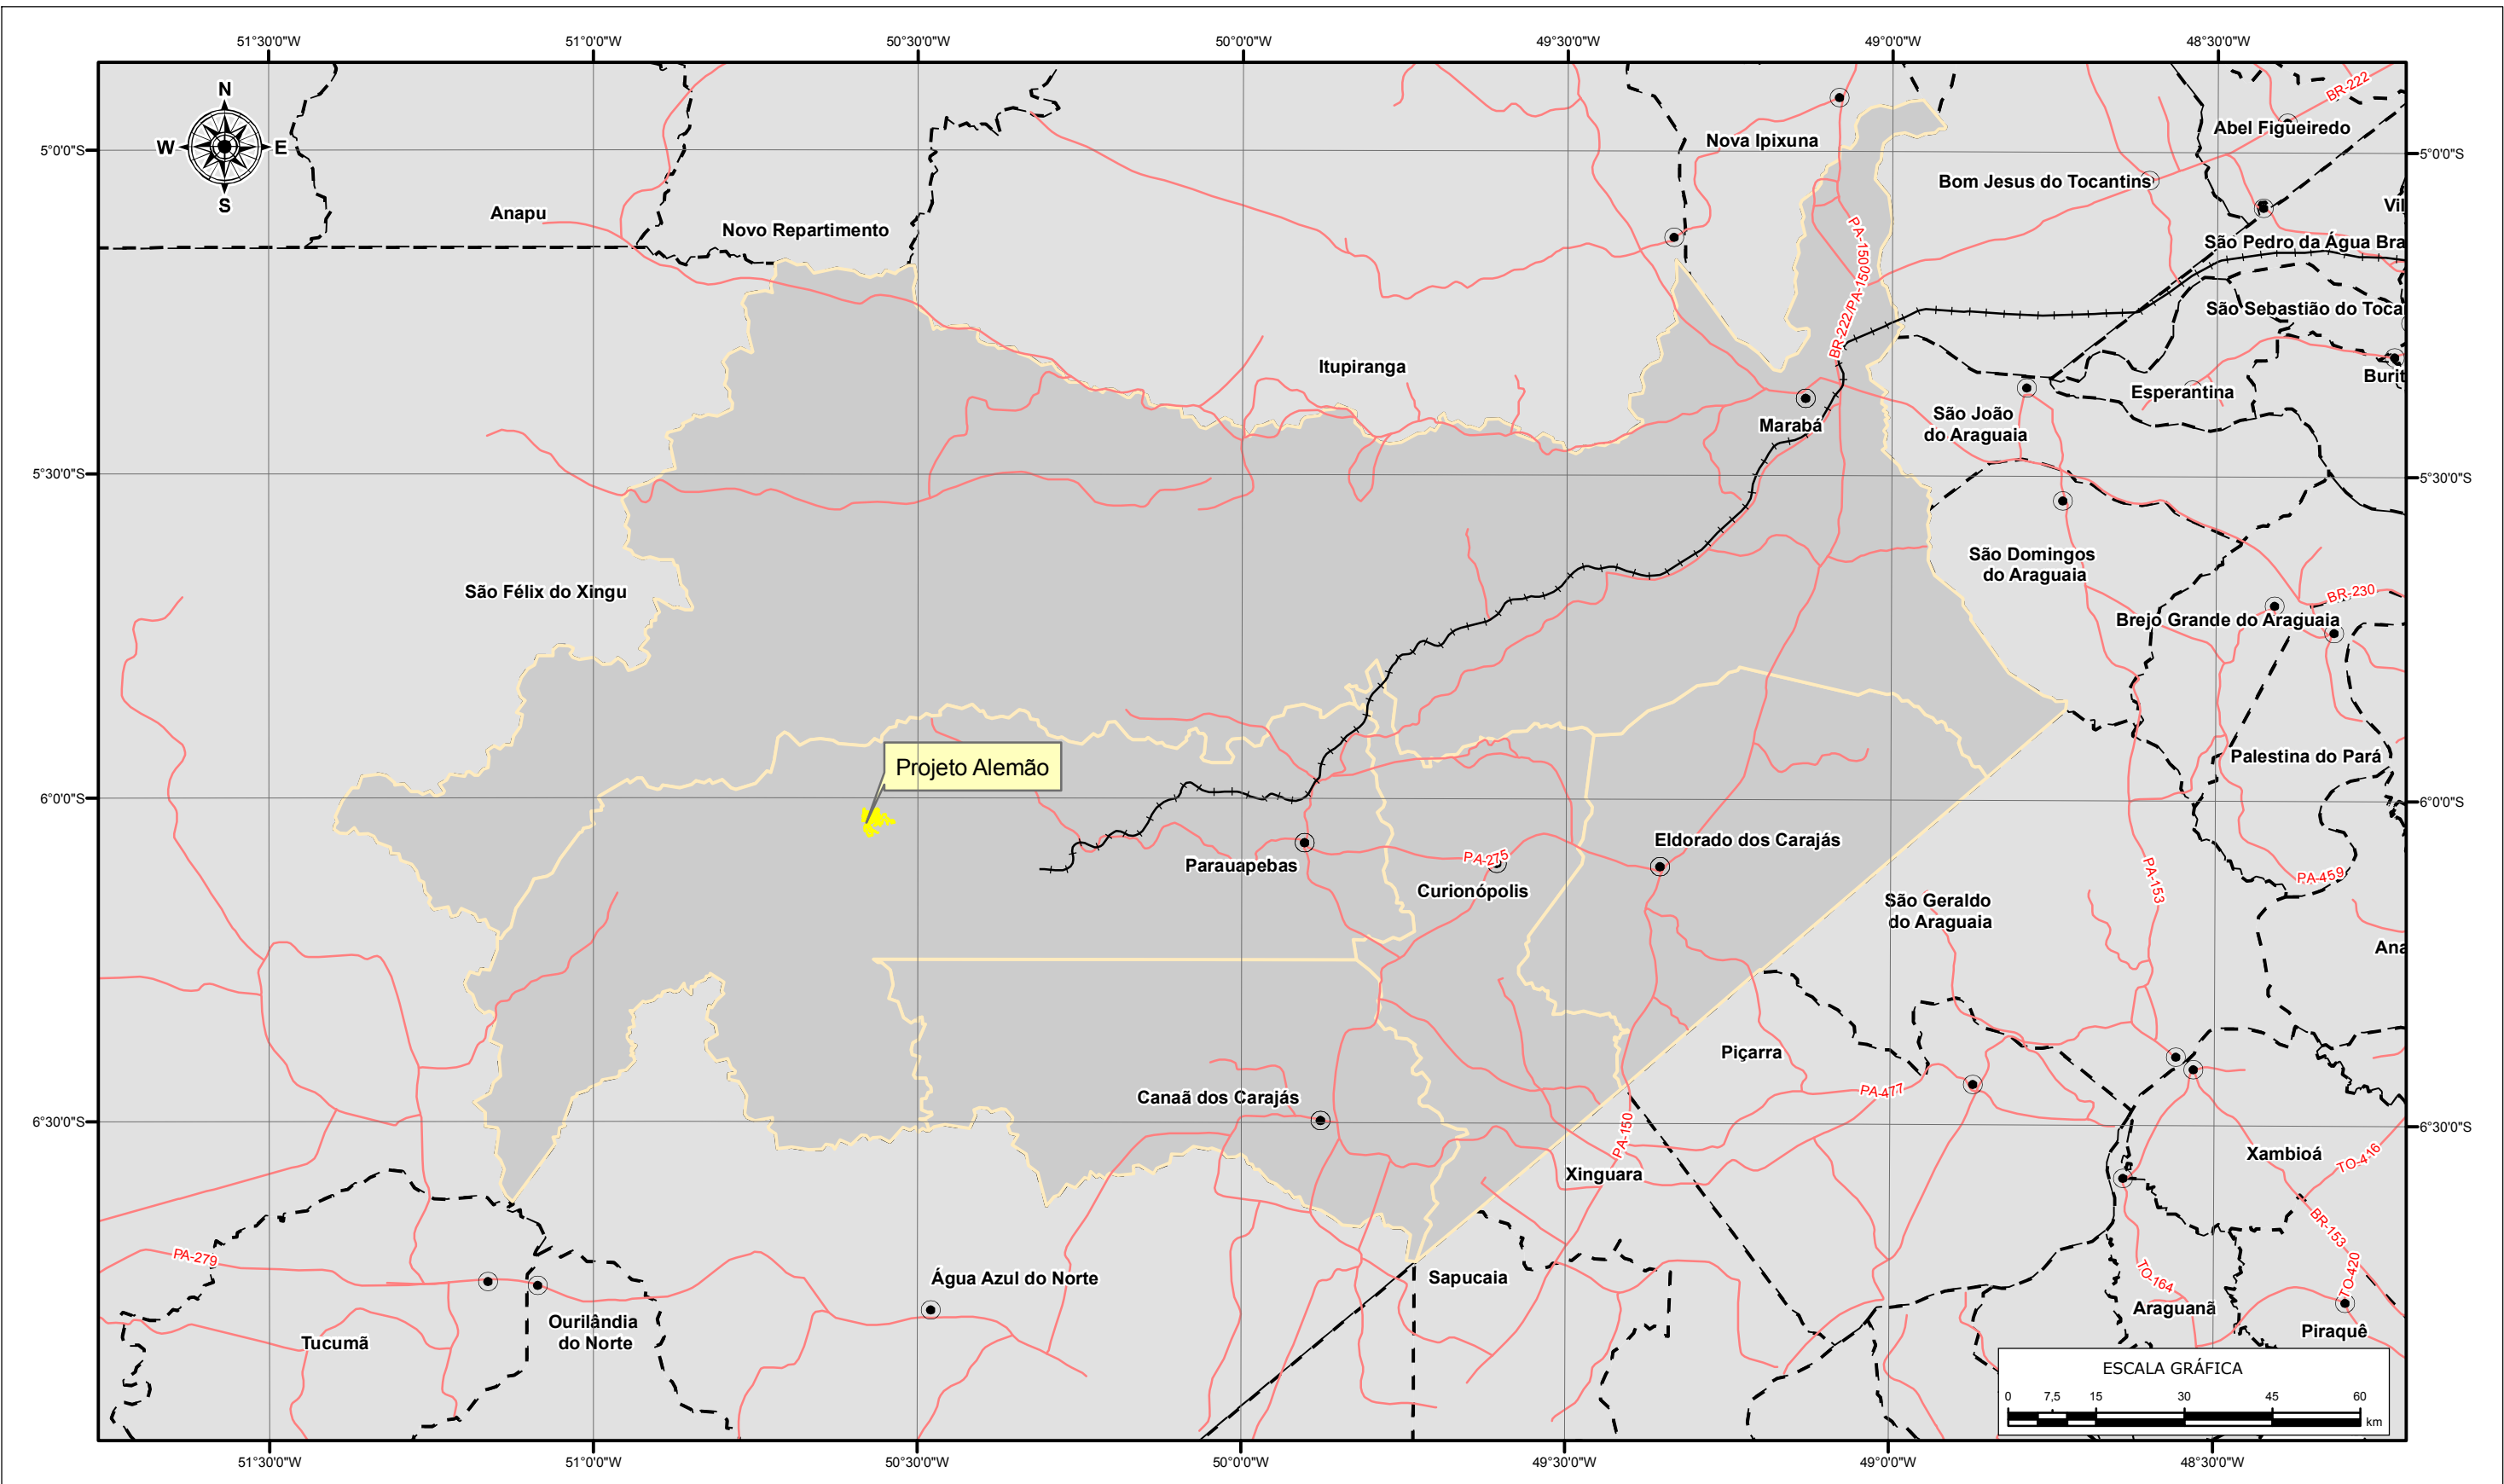 51°30'0"W
51°0'0"W
50°30'0"W
50°0'0"W
49°30'0"W
49°0'0"W
48°30'0"W
N
W
E
S
5°0'0"S
5°0'0"S
BR-222
Abel Figueiredo
Nova Ipixuna
Bom Jesus do Tocantins
Vil
Anapu
Novo Repartimento
PA-150
São Pedro da Água Bra
BR-222/PA-150
São Sebastião do Toca
Itupiranga
Burit
Esperantina
Marabá
São João
do Araguaia
5°30'0"S
5°30'0"S
São Domingos
do Araguaia
São Félix do Xingu
BR-230
Brejo Grande do Araguaia
Palestina do Pará
Projeto Alemão
6°0'0"S
6°0'0"S
Eldorado dos Carajás
Parauapebas
PA-275
Curionópolis
PA-153
PA-459
São Geraldo
do Araguaia
Ana
Piçarra
PA-477
Canaã dos Carajás
6°30'0"S
6°30'0"S
PA-150
Xinguara
Xambioá
TO-416
BR-153
PA-279
Água Azul do Norte
Sapucaia
TO-164
TO-420
Araguanã
Ourilândia
do Norte
Tucumã
Piraquê
ESCALA GRÁFICA
0 7,5 15 30 45 60
km
51°30'0"W
51°0'0"W
50°30'0"W
50°0'0"W
49°30'0"W
49°0'0"W
48°30'0"W